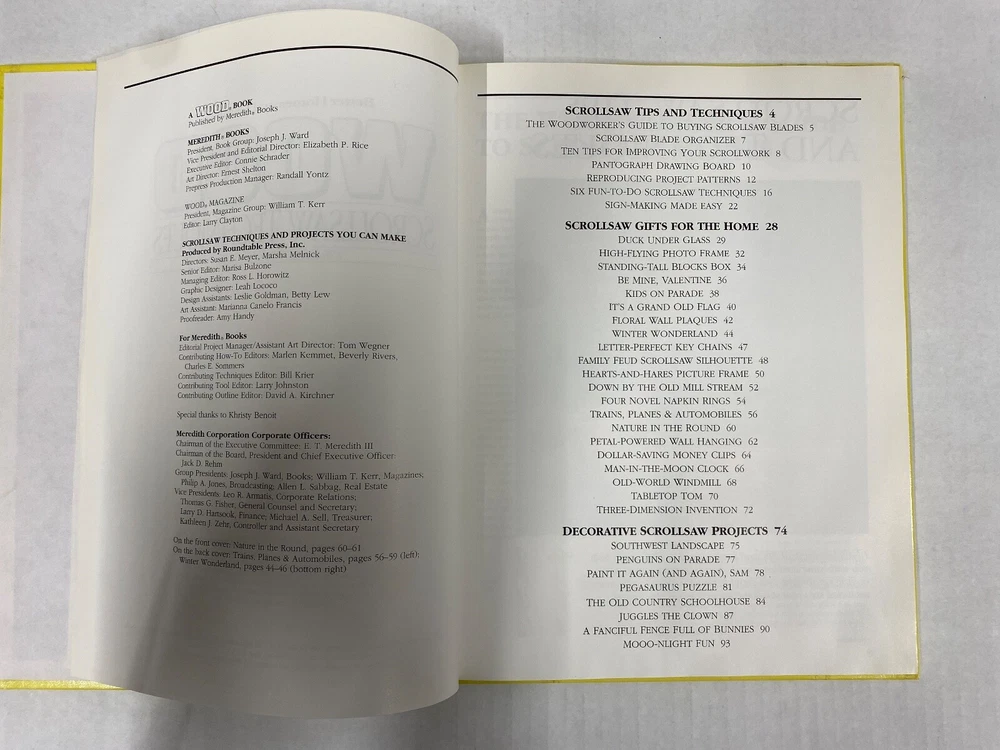 A WOOD® BOOK
Published by Meredith® Books
MEREDITH® BOOKS
President, Book Group: Joseph J. Ward
Vice President and Editorial Director: Elizabeth P. Rice
Executive Editor: Connie Schrader
Art Director: Ernest Shelton
Prepress Production Manager: Randall Yontz
WOOD® MAGAZINE
President, Magazine Group: William T. Kerr
Editor: Larry Clayton
SCROLLSAW TECHNIQUES AND PROJECTS YOU CAN MAKE
Produced by Roundtable Press, Inc.
Directors: Susan E. Meyer, Marsha Melnick
Senior Editor: Marisa Bulzone
Managing Editor: Ross L. Horowitz
Graphic Designer: Leah Lococo
Design Assistants: Leslie Goldman, Betty Lew
Art Assistant: Marianna Canelo Francis
Proofreader: Amy Handy
For Meredith® Books
Editorial Project Manager/Assistant Art Director: Tom Wegner
Contributing How-To Editors: Marlen Kemmet, Beverly Rivers,
Charles E. Sommers
Contributing Techniques Editor: Bill Krier
Contributing Tool Editor: Larry Johnston
Contributing Outline Editor: David A. Kirchner
Special thanks to Khristy Benoit
Meredith Corporation Corporate Officers:
Chairman of the Executive Committee: E. T. Meredith III
Chairman of the Board, President and Chief Executive Officer:
Jack D. Rehm
Group Presidents: Joseph J. Ward, Books; William T. Kerr, Magazines;
Philip A. Jones, Broadcasting; Allen L. Sabbag, Real Estate
Vice Presidents: Leo R. Armatis, Corporate Relations;
Thomas G. Fisher, General Counsel and Secretary;
Larry D. Hartsook, Finance; Michael A. Sell, Treasurer;
Kathleen J. Zehr, Controller and Assistant Secretary
On the front cover: Nature in the Round, pages 60–61
On the back cover: Trains, Planes & Automobiles, pages 56–59 (left);
Winter Wonderland, pages 44–46 (bottom right)
SCROLLSAW TIPS AND TECHNIQUES 4
THE WOODWORKER'S GUIDE TO BUYING SCROLLSAW BLADES 5
SCROLLSAW BLADE ORGANIZER 7
TEN TIPS FOR IMPROVING YOUR SCROLLWORK 8
PANTOGRAPH DRAWING BOARD 10
REPRODUCING PROJECT PATTERNS 12
SIX FUN-TO-DO SCROLLSAW TECHNIQUES 16
SIGN-MAKING MADE EASY 22
SCROLLSAW GIFTS FOR THE HOME 28
DUCK UNDER GLASS 29
HIGH-FLYING PHOTO FRAME 32
STANDING-TALL BLOCKS BOX 34
BE MINE, VALENTINE 36
KIDS ON PARADE 38
IT'S A GRAND OLD FLAG 40
FLORAL WALL PLAQUES 42
WINTER WONDERLAND 44
LETTER-PERFECT KEY CHAINS 47
FAMILY FEUD SCROLLSAW SILHOUETTE 48
HEARTS-AND-HARES PICTURE FRAME 50
DOWN BY THE OLD MILL STREAM 52
FOUR NOVEL NAPKIN RINGS 54
TRAINS, PLANES & AUTOMOBILES 56
NATURE IN THE ROUND 60
PETAL-POWERED WALL HANGING 62
DOLLAR-SAVING MONEY CLIPS 64
MAN-IN-THE-MOON CLOCK 66
OLD-WORLD WINDMILL 68
TABLETOP TOM 70
THREE-DIMENSION INVENTION 72
DECORATIVE SCROLLSAW PROJECTS 74
SOUTHWEST LANDSCAPE 75
PENGUINS ON PARADE 77
PAINT IT AGAIN (AND AGAIN), SAM 78
PEGASAURUS PUZZLE 81
THE OLD COUNTRY SCHOOLHOUSE 84
JUGGLES THE CLOWN 87
A FANCIFUL FENCE FULL OF BUNNIES 90
MOOO-NLIGHT FUN 93